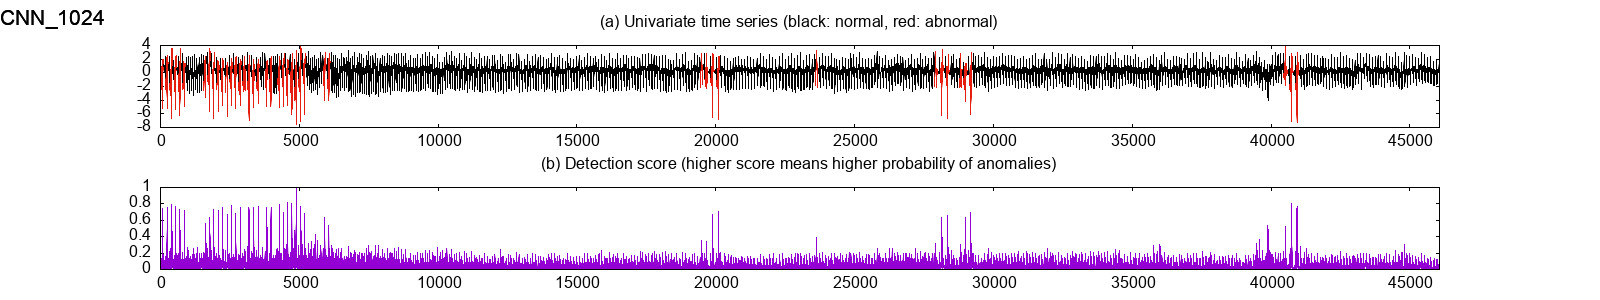 CNN_1024
(a) Univariate time series (black: normal, red: abnormal)
4
2
0
-2
-4
-6
-8
0 5000 10000 15000 20000 25000 30000 35000 40000 45000
(b) Detection score (higher score means higher probability of anomalies)
1
0.8
0.6
0.4
0.2
0
0 5000 10000 15000 20000 25000 30000 35000 40000 45000